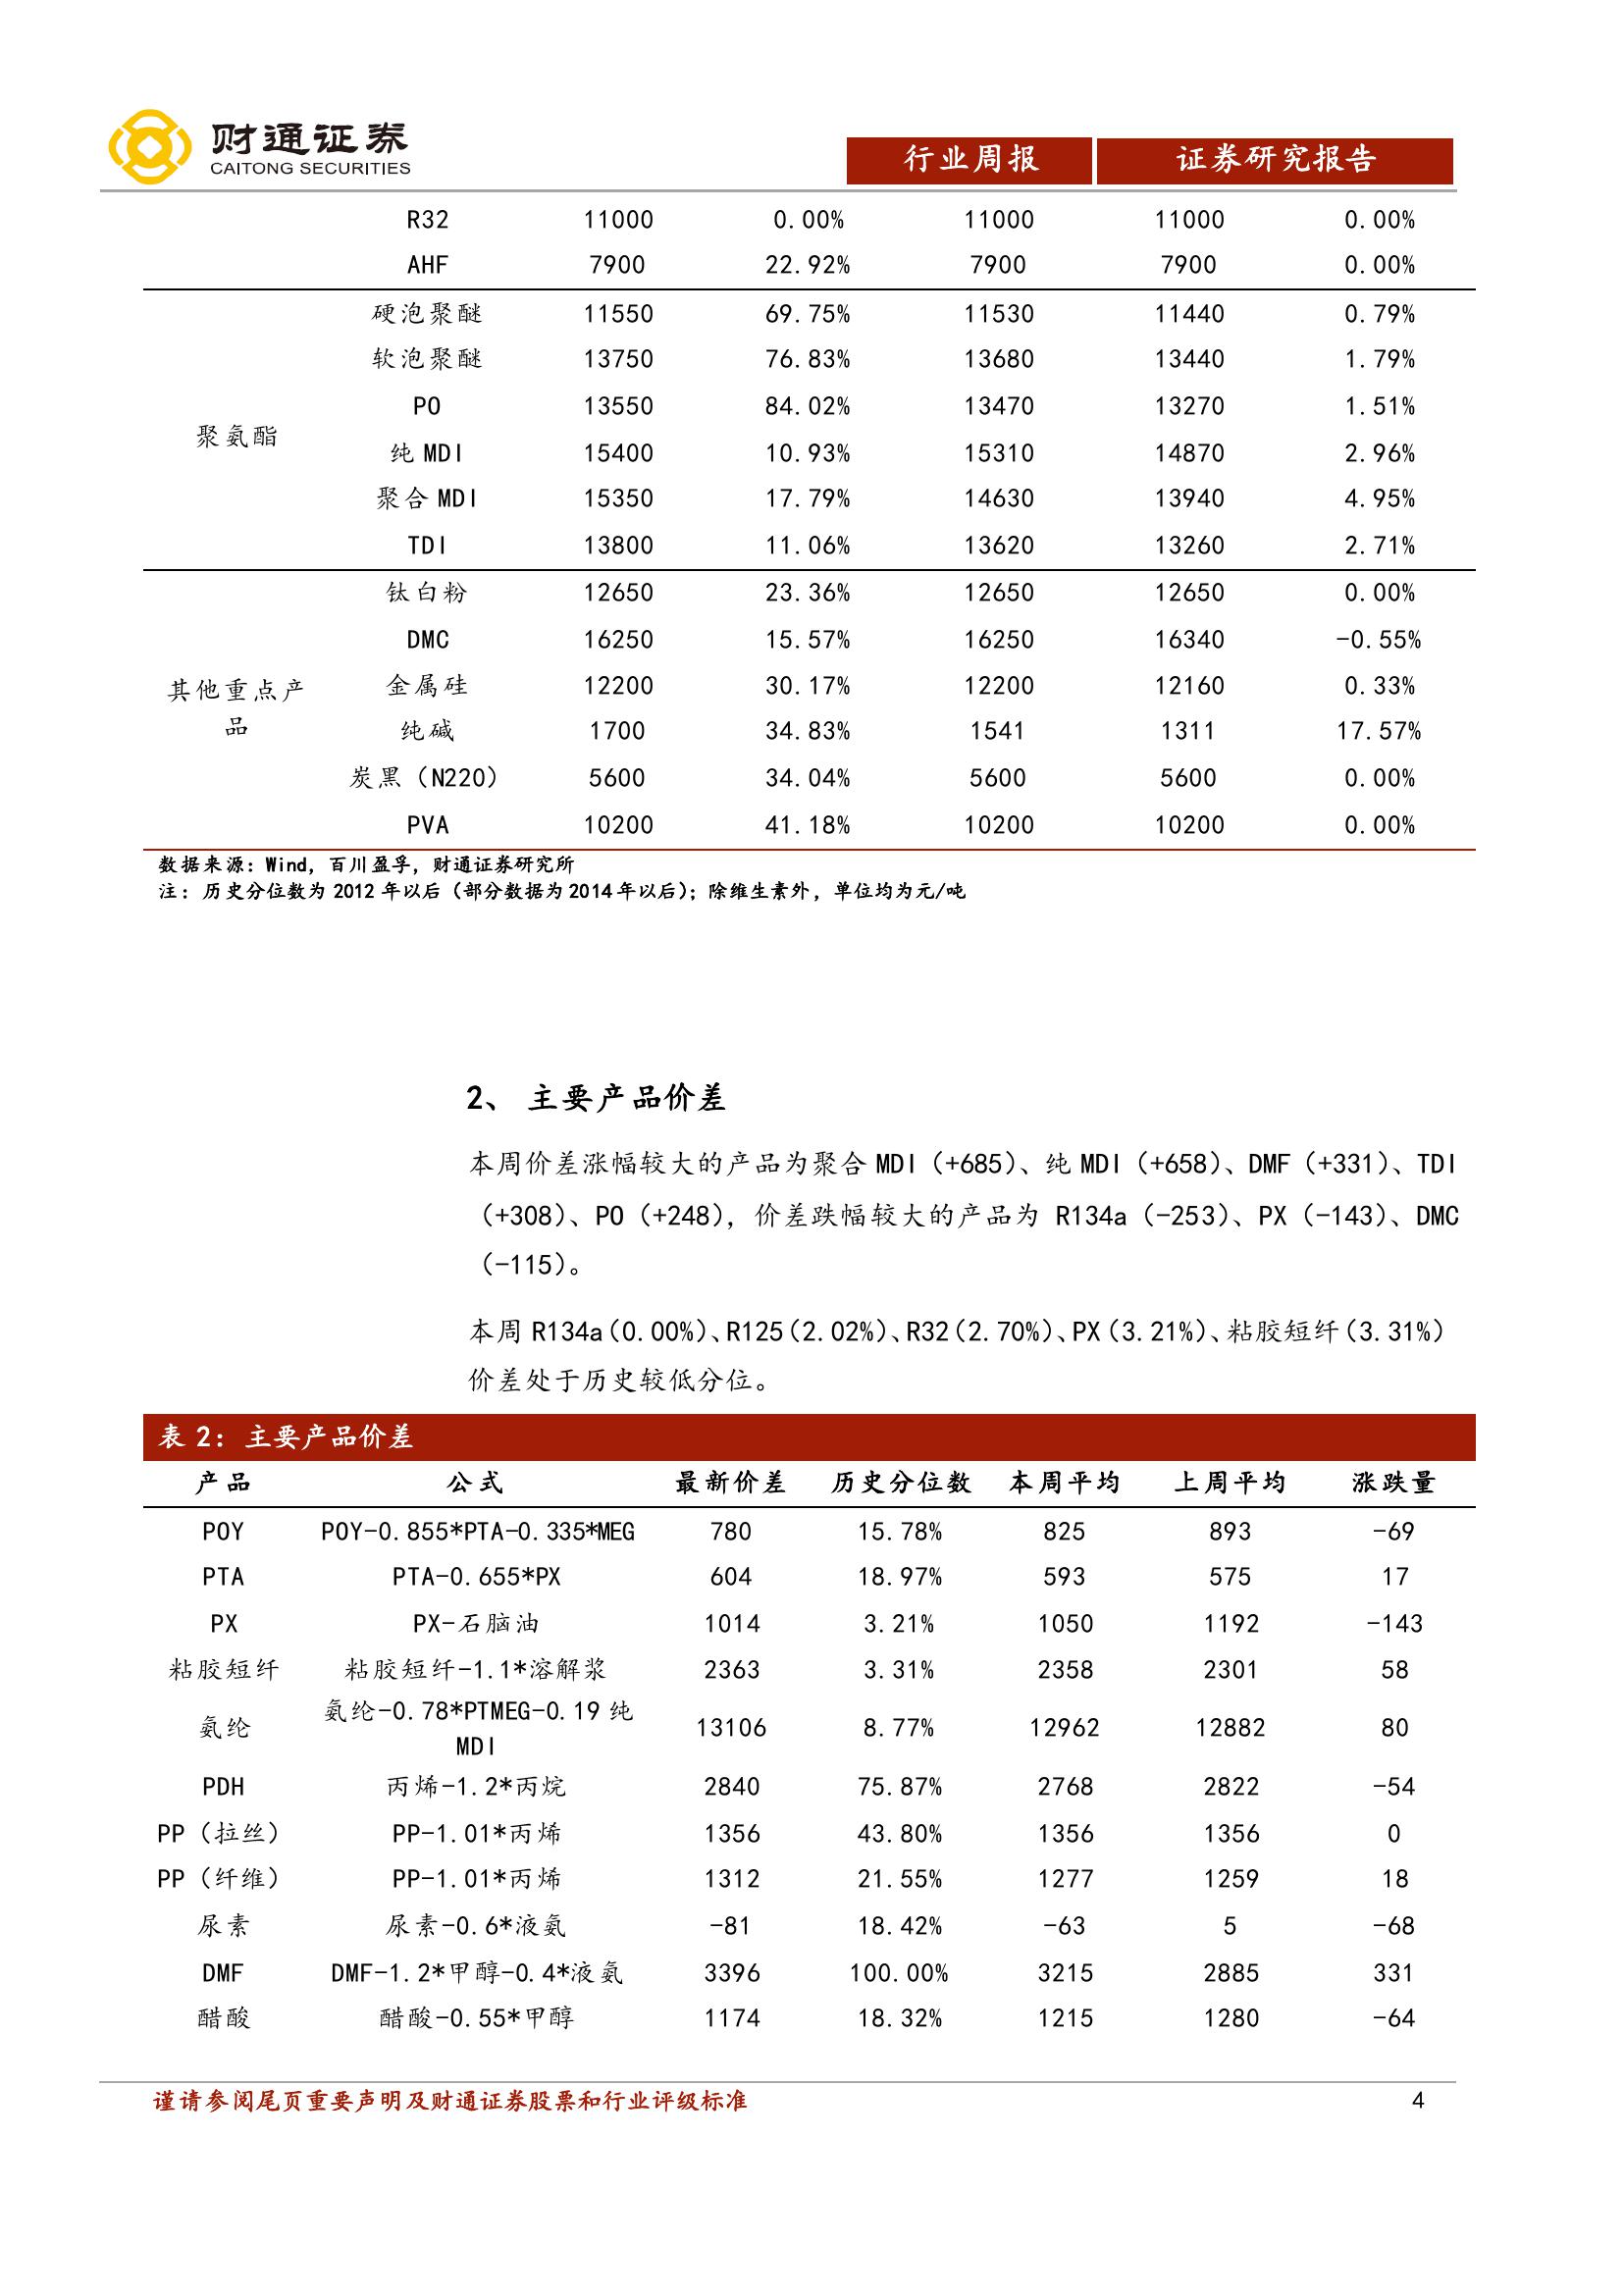 财通证券
CAITONG SECURITIES
行业周报 证券研究报告
R32 11000 0.00% 11000 11000 0.00%
AHF 7900 22.92% 7900 7900 0.00%
聚氨酯
硬泡聚醚 11550 69.75% 11530 11440 0.79%
软泡聚醚 13750 76.83% 13680 13440 1.79%
PO 13550 84.02% 13470 13270 1.51%
纯 MDI 15400 10.93% 15310 14870 2.96%
聚合 MDI 15350 17.79% 14630 13940 4.95%
TDI 13800 11.06% 13620 13260 2.71%
其他重点产
品
钛白粉 12650 23.36% 12650 12650 0.00%
DMC 16250 15.57% 16250 16340 -0.55%
金属硅 12200 30.17% 12200 12160 0.33%
纯碱 1700 34.83% 1541 1311 17.57%
炭黑（N220） 5600 34.04% 5600 5600 0.00%
PVA 10200 41.18% 10200 10200 0.00%
数据来源：Wind，百川盈孚，财通证券研究所
注：历史分位数为 2012 年以后（部分数据为 2014 年以后）；除维生素外，单位均为元/吨
2、 主要产品价差
本周价差涨幅较大的产品为聚合 MDI（+685）、纯 MDI（+658）、DMF（+331）、TDI
（+308）、PO（+248），价差跌幅较大的产品为 R134a（-253）、PX（-143）、DMC
（-115）。
本周 R134a（0.00%）、R125（2.02%）、R32（2.70%）、PX（3.21%）、粘胶短纤（3.31%）
价差处于历史较低分位。
表 2：主要产品价差
产品 公式 最新价差 历史分位数 本周平均 上周平均 涨跌量
POY POY-0.855*PTA-0.335*MEG 780 15.78% 825 893 -69
PTA PTA-0.655*PX 604 18.97% 593 575 17
PX PX-石脑油 1014 3.21% 1050 1192 -143
粘胶短纤 粘胶短纤-1.1*溶解浆 2363 3.31% 2358 2301 58
氨纶 氨纶-0.78*PTMEG-0.19 纯 13106 8.77% 12962 12882 80
MDI
PDH 丙烯-1.2*丙烷 2840 75.87% 2768 2822 -54
PP（拉丝） PP-1.01*丙烯 1356 43.80% 1356 1356 0
PP（纤维） PP-1.01*丙烯 1312 21.55% 1277 1259 18
尿素 尿素-0.6*液氨 -81 18.42% -63 5 -68
DMF DMF-1.2*甲醇-0.4*液氨 3396 100.00% 3215 2885 331
醋酸 醋酸-0.55*甲醇 1174 18.32% 1215 1280 -64
谨请参阅尾页重要声明及财通证券股票和行业评级标准 4